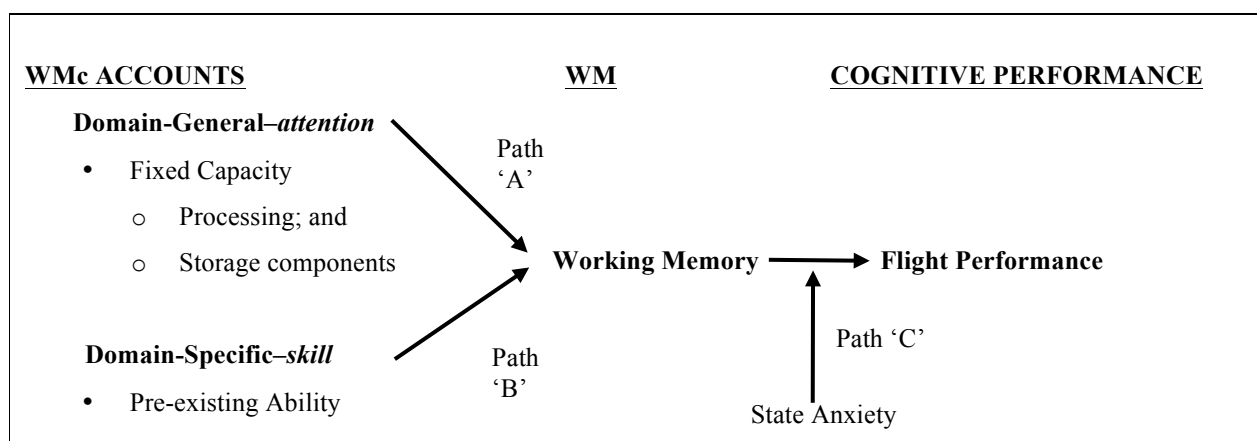 WMc ACCOUNTS WM COGNITIVE PERFORMANCE
Domain-General–attention
• Fixed Capacity
o Processing; and
o Storage components
Path
‘A’
Working Memory Flight Performance
Domain-Specific–skill
• Pre-existing Ability
Path
‘B’
Path ‘C’
State Anxiety